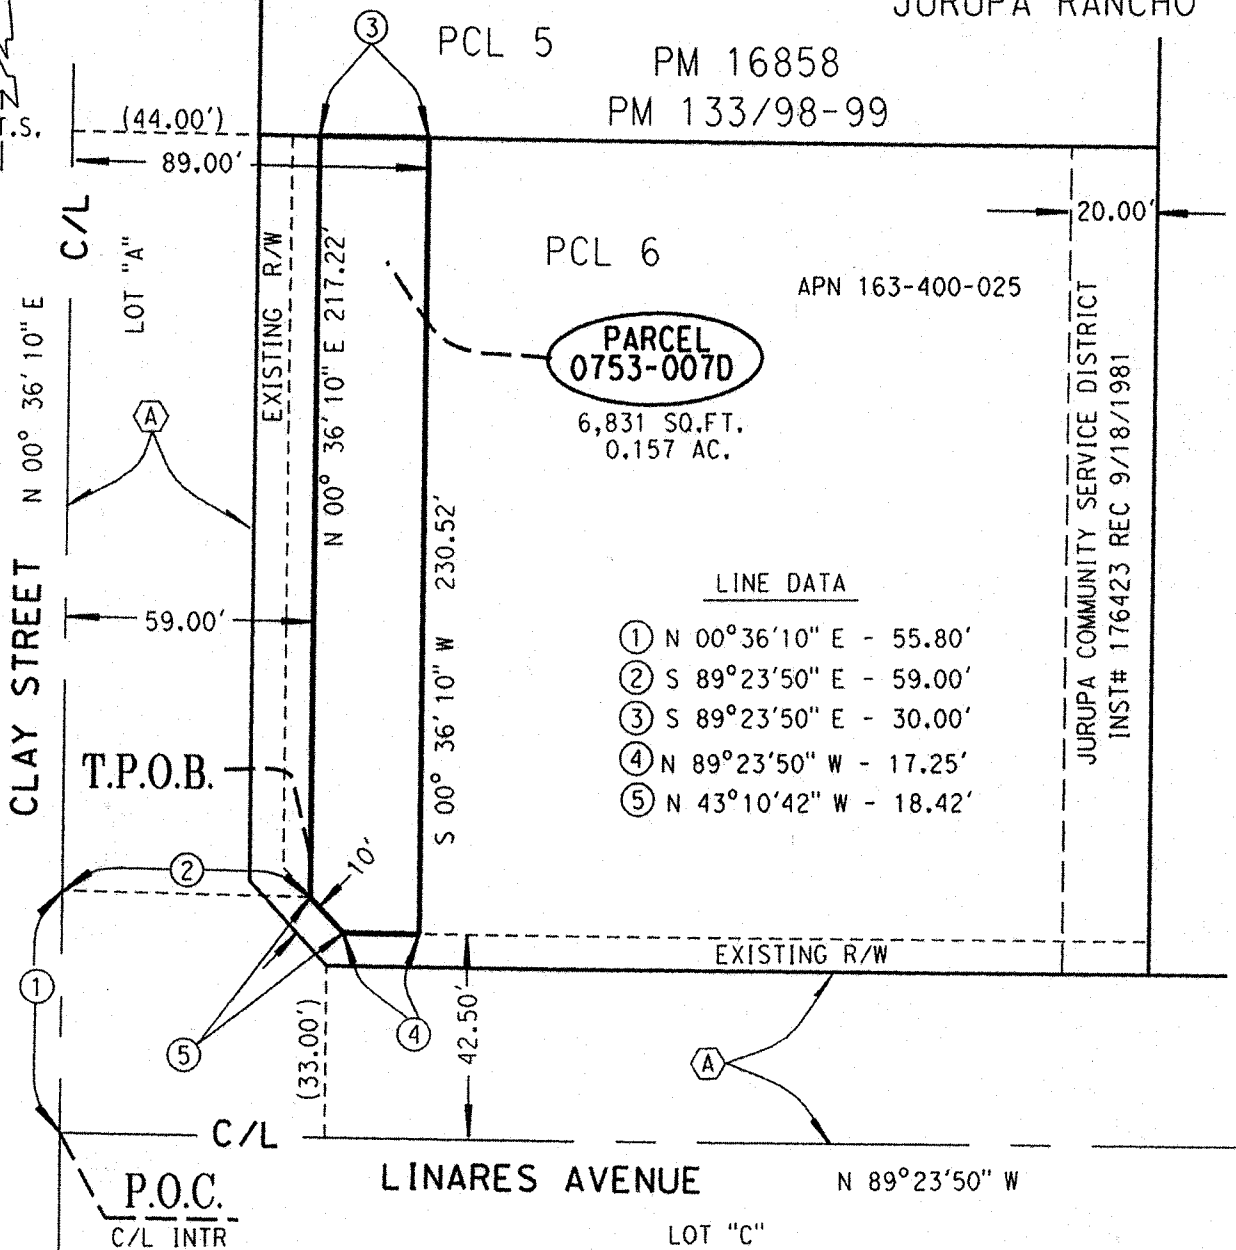 JURUPA RANCHO
③
PCL 5
PM 16858
PM 133/98-99
T.S.
(44.00')
89.00'
20.00'
C/L
LOT "A"
EXISTING R/W
N 00° 36' 10" E 217.22'
PCL 6
APN 163-400-025
PARCEL
0753-007D
6,831 SQ.FT.
0.157 AC.
N 00° 36' 10" E
A
CLAY STREET
59.00'
S 00° 36' 10" W 230.52'
JURUPA COMMUNITY SERVICE DISTRICT
INST# 176423 REC 9/18/1981
LINE DATA
① N 00°36'10" E - 55.80'
② S 89°23'50" E - 59.00'
③ S 89°23'50" E - 30.00'
④ N 89°23'50" W - 17.25'
⑤ N 43°10'42" W - 18.42'
T.P.O.B.
②
10'
EXISTING R/W
①
⑤
④
(33.00')
42.50'
A
C/L
LINARES AVENUE
N 89°23'50" W
P.O.C.
C/L INTR
LOT "C"